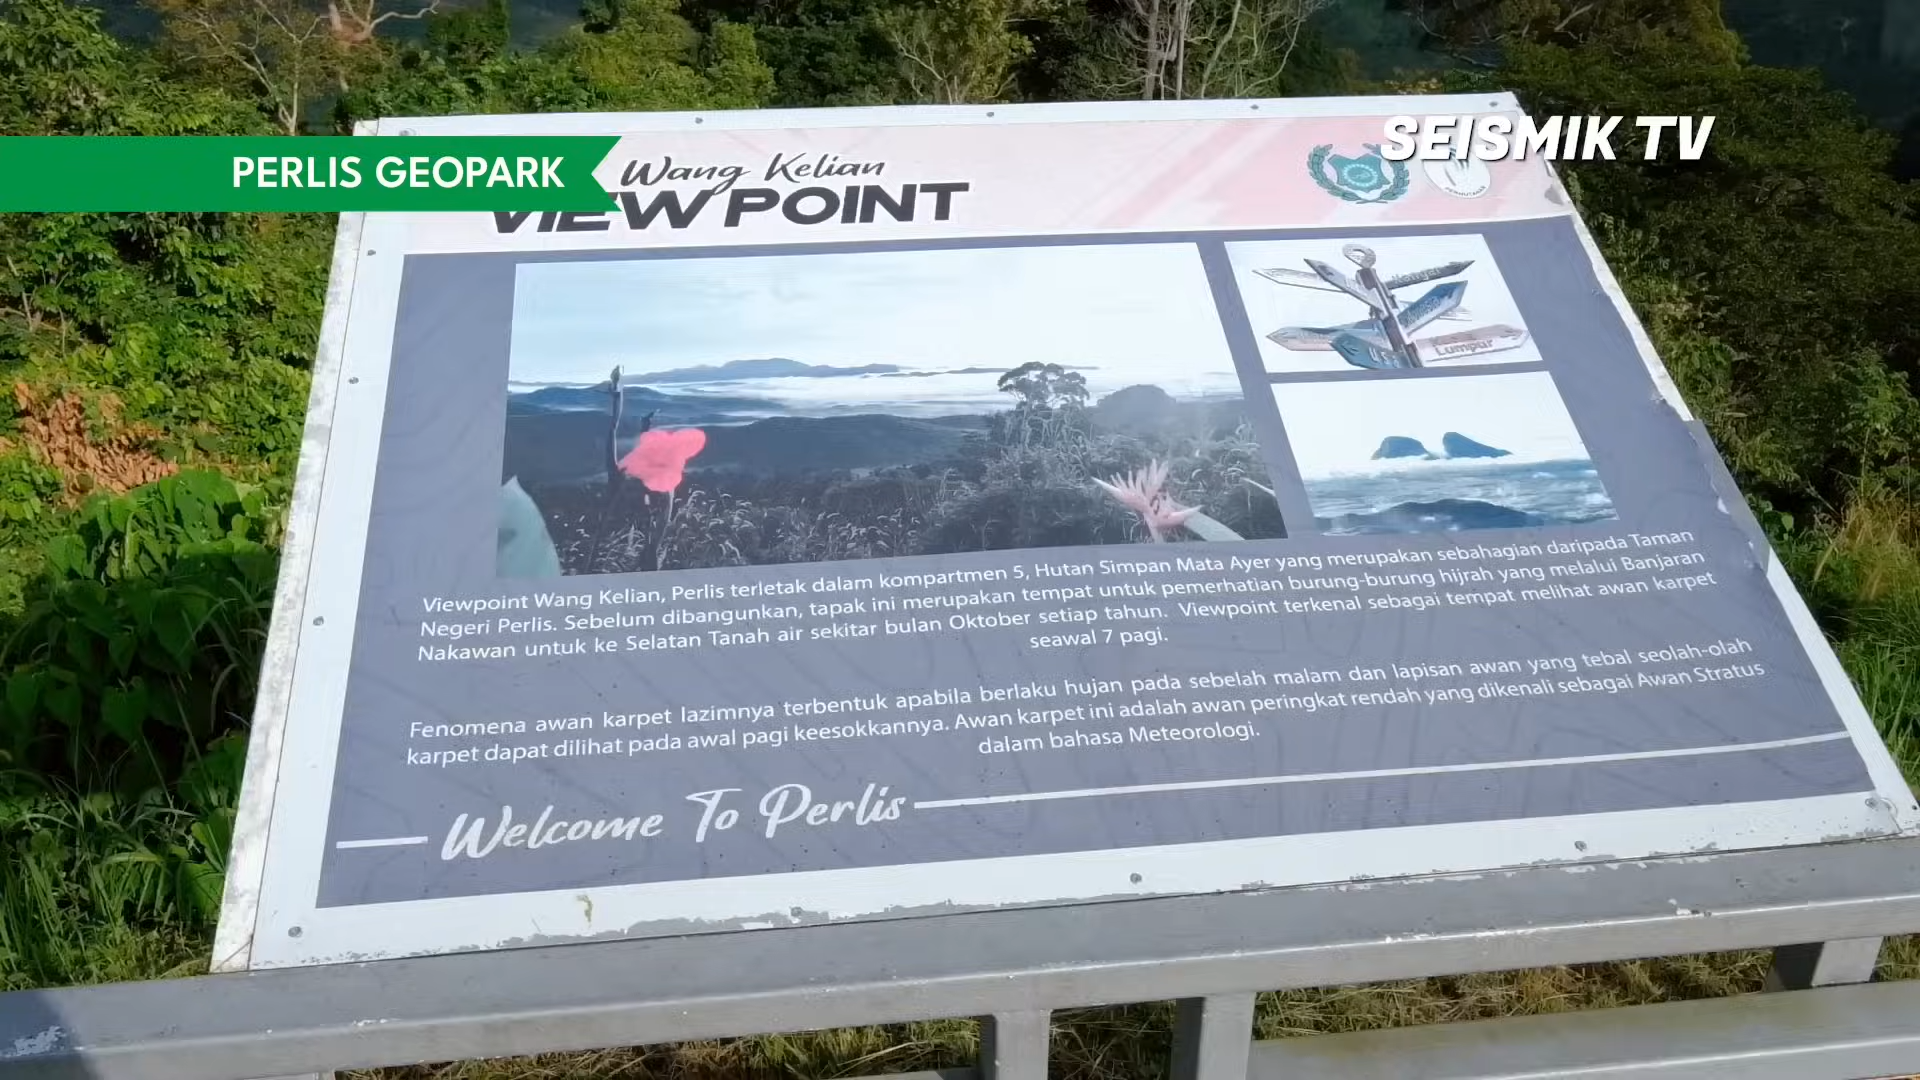 SEISMIK TV
PERLIS GEOPARK
Wang Kelian
VIEWPOINT
Lumpur
Viewpoint Wang Kelian, Perlis terletak dalam kompartmen 5, Hutan Simpan Mata Ayer yang merupakan sebahagian daripada Taman
Negeri Perlis. Sebelum dibangunkan, tapak ini merupakan tempat untuk pemerhatian burung-burung hijrah yang melalui Banjaran
Nakawan untuk ke Selatan Tanah air sekitar bulan Oktober setiap tahun. Viewpoint terkenal sebagai tempat melihat awan karpet
seawal 7 pagi.
Fenomena awan karpet lazimnya terbentuk apabila berlaku hujan pada sebelah malam dan lapisan awan yang tebal seolah-olah
karpet dapat dilihat pada awal pagi keesokkannya. Awan karpet ini adalah awan peringkat rendah yang dikenali sebagai Awan Stratus
dalam bahasa Meteorologi.
Welcome To Perlis